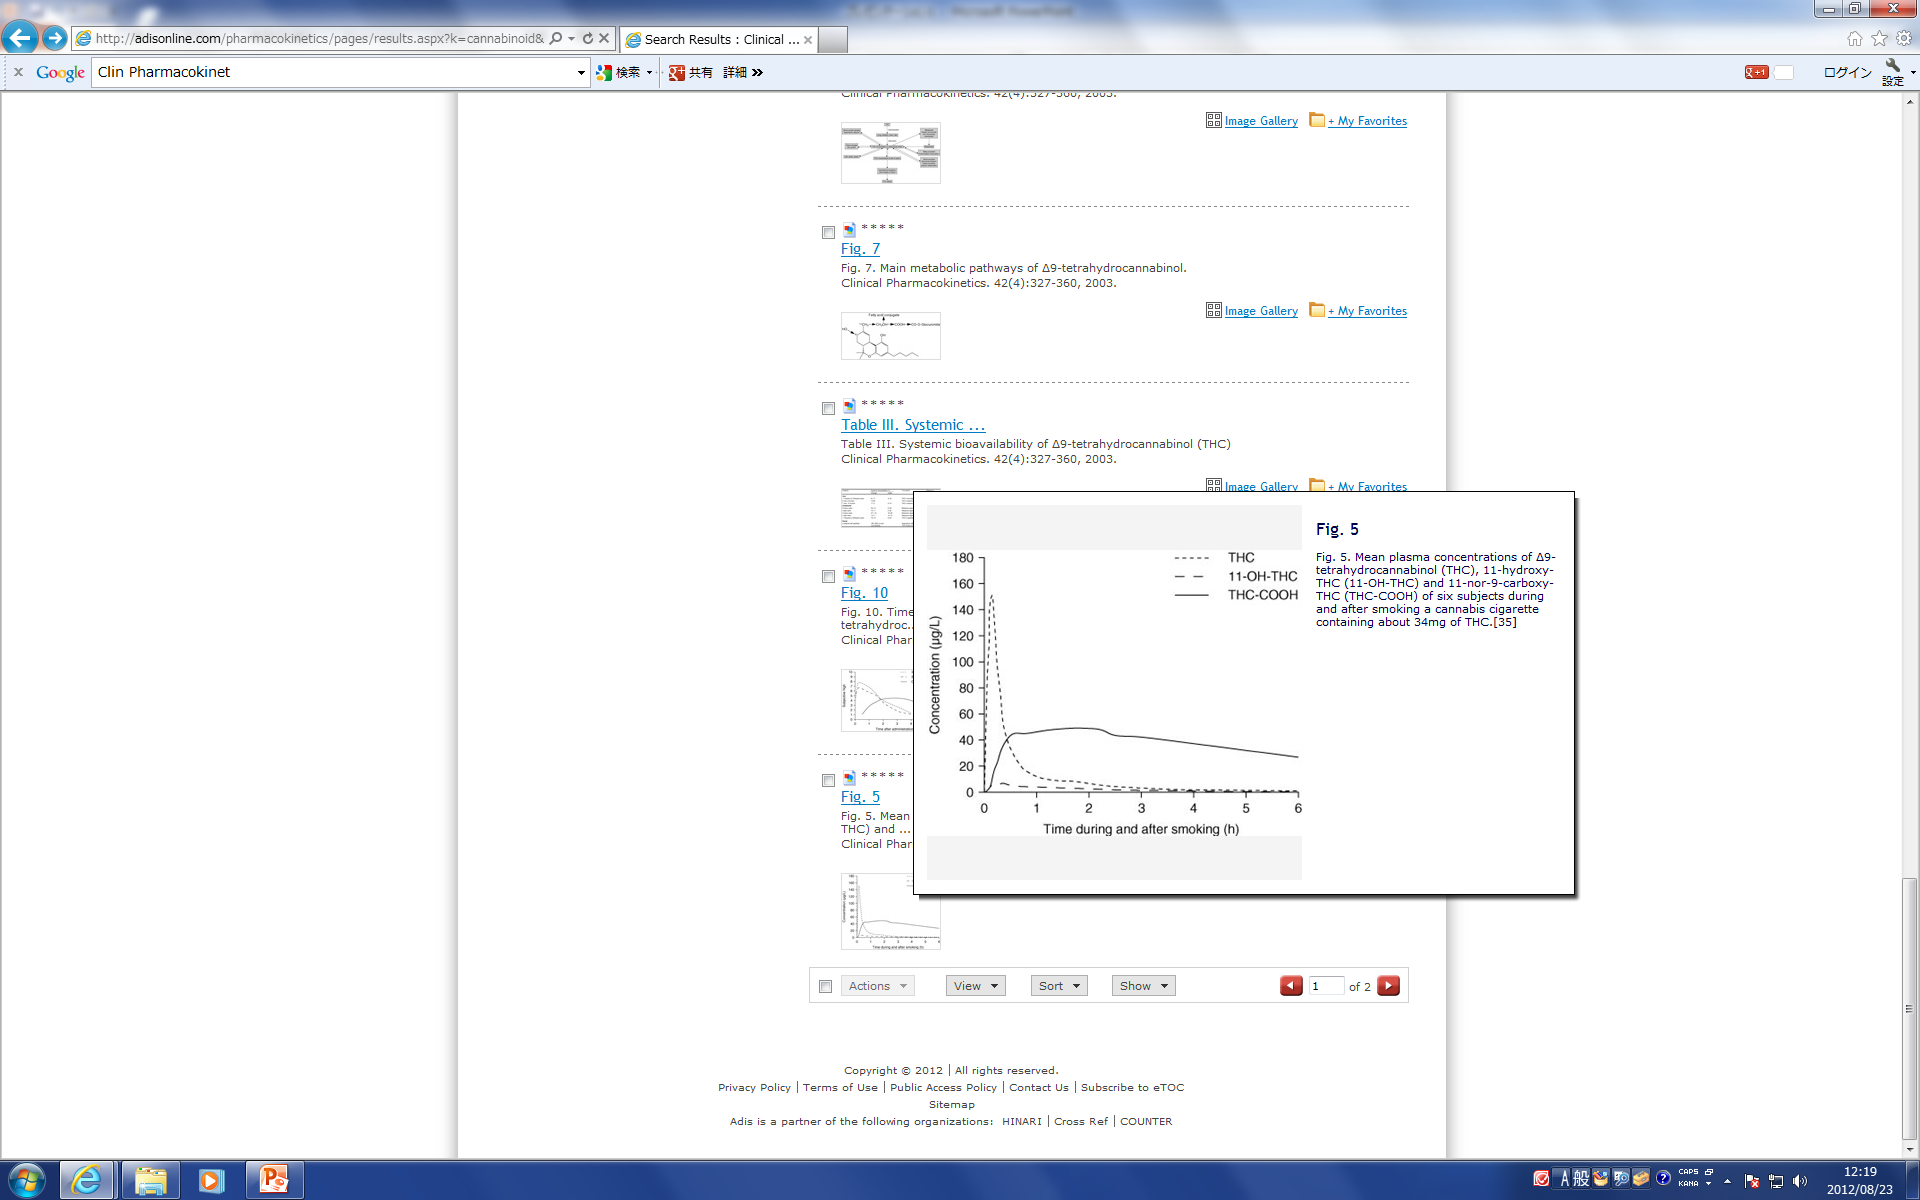 http://adisonline.com/pharmacokinetics/pages/results.aspx?k=cannabinoid&
Search Results : Clinical ...
Google
Clin Pharmacokinet
検索
共有
詳細
ログイン
設定
Clinical Pharmacokinetics. 42(4):327-360, 2003.
Image Gallery
+ My Favorites
*****
Fig. 7
Fig. 7. Main metabolic pathways of Δ9-tetrahydrocannabinol.
Clinical Pharmacokinetics. 42(4):327-360, 2003.
Image Gallery
+ My Favorites
*****
Table III. Systemic ...
Table III. Systemic bioavailability of Δ9-tetrahydrocannabinol (THC)
Clinical Pharmacokinetics. 42(4):327-360, 2003.
Image Gallery
+ My Favorites
*****
Fig. 10
Fig. 10. Time
tetrahydroc..
Clinical Phar
*****
Fig. 5
Fig. 5. Mean
THC) and ...
Clinical Phar
180
160
140
120
100
80
60
40
20
0
Concentration (µg/L)
THC
11-OH-THC
THC-COOH
0 1 2 3 4 5 6
Time during and after smoking (h)
Fig. 5
Fig. 5. Mean plasma concentrations of Δ9-
tetrahydrocannabinol (THC), 11-hydroxy-
THC (11-OH-THC) and 11-nor-9-carboxy-
THC (THC-COOH) of six subjects during
and after smoking a cannabis cigarette
containing about 34mg of THC.[35]
Actions
View
Sort
Show
1 of 2
Copyright © 2012 | All rights reserved.
Privacy Policy | Terms of Use | Public Access Policy | Contact Us | Subscribe to eTOC
Sitemap
Adis is a partner of the following organizations: HINARI | Cross Ref | COUNTER
A 般
CAPS
KANA
12:19
2012/08/23